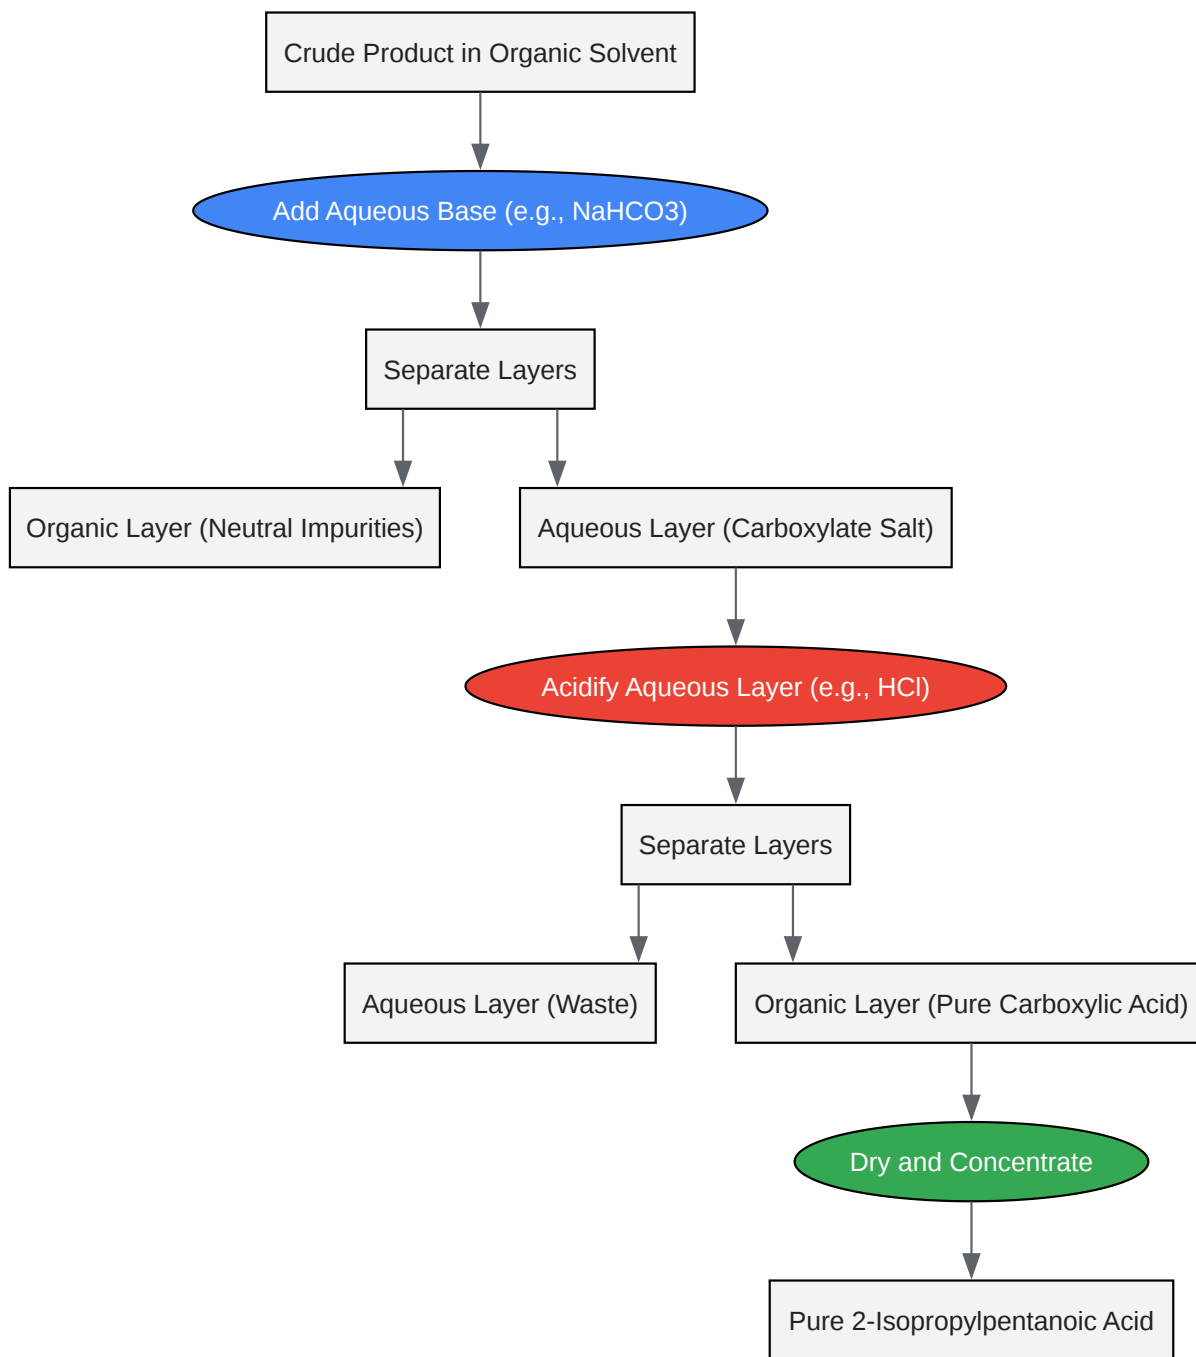 Crude Product in Organic Solvent
Add Aqueous Base (e.g., NaHCO3)
Separate Layers
Organic Layer (Neutral Impurities)
Aqueous Layer (Carboxylate Salt)
Acidify Aqueous Layer (e.g., HCl)
Separate Layers
Aqueous Layer (Waste)
Organic Layer (Pure Carboxylic Acid)
Dry and Concentrate
Pure 2-Isopropylpentanoic Acid